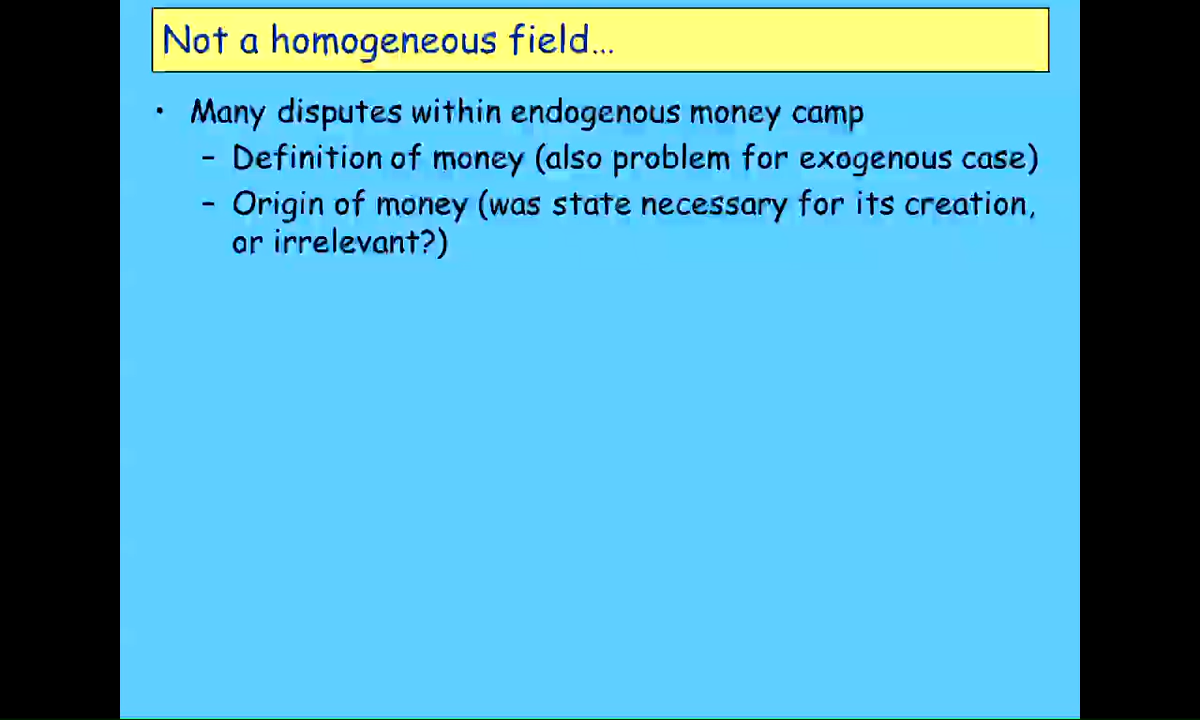 Not a homogeneous field...
• Many disputes within endogenous money camp
– Definition of money (also problem for exogenous case)
– Origin of money (was state necessary for its creation,
or irrelevant?)